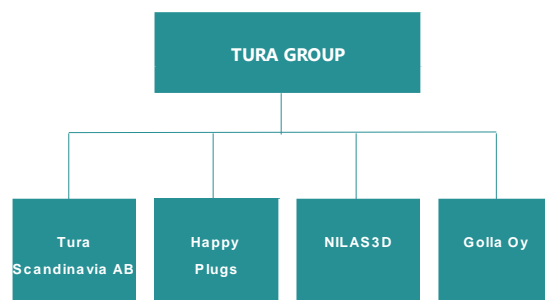 TURA GROUP
Tura
Scandinavia AB
Happy
Plugs
NILAS3D
Golla Oy